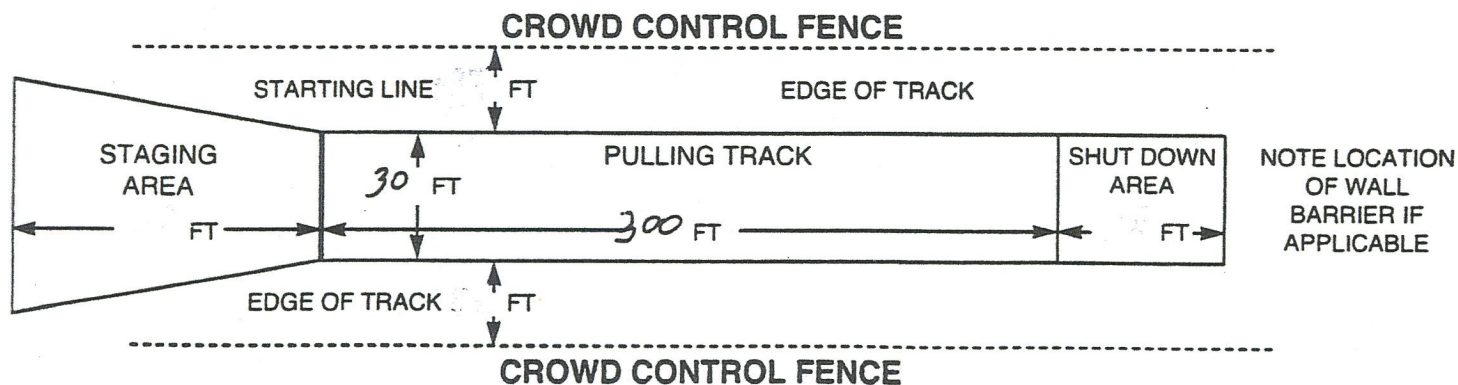 CROWD CONTROL FENCE
STARTING LINE
FT
EDGE OF TRACK
STAGING
AREA
FT
30 FT
PULLING TRACK
300 FT
SHUT DOWN
AREA
FT
NOTE LOCATION
OF WALL
BARRIER IF
APPLICABLE
EDGE OF TRACK
FT
CROWD CONTROL FENCE